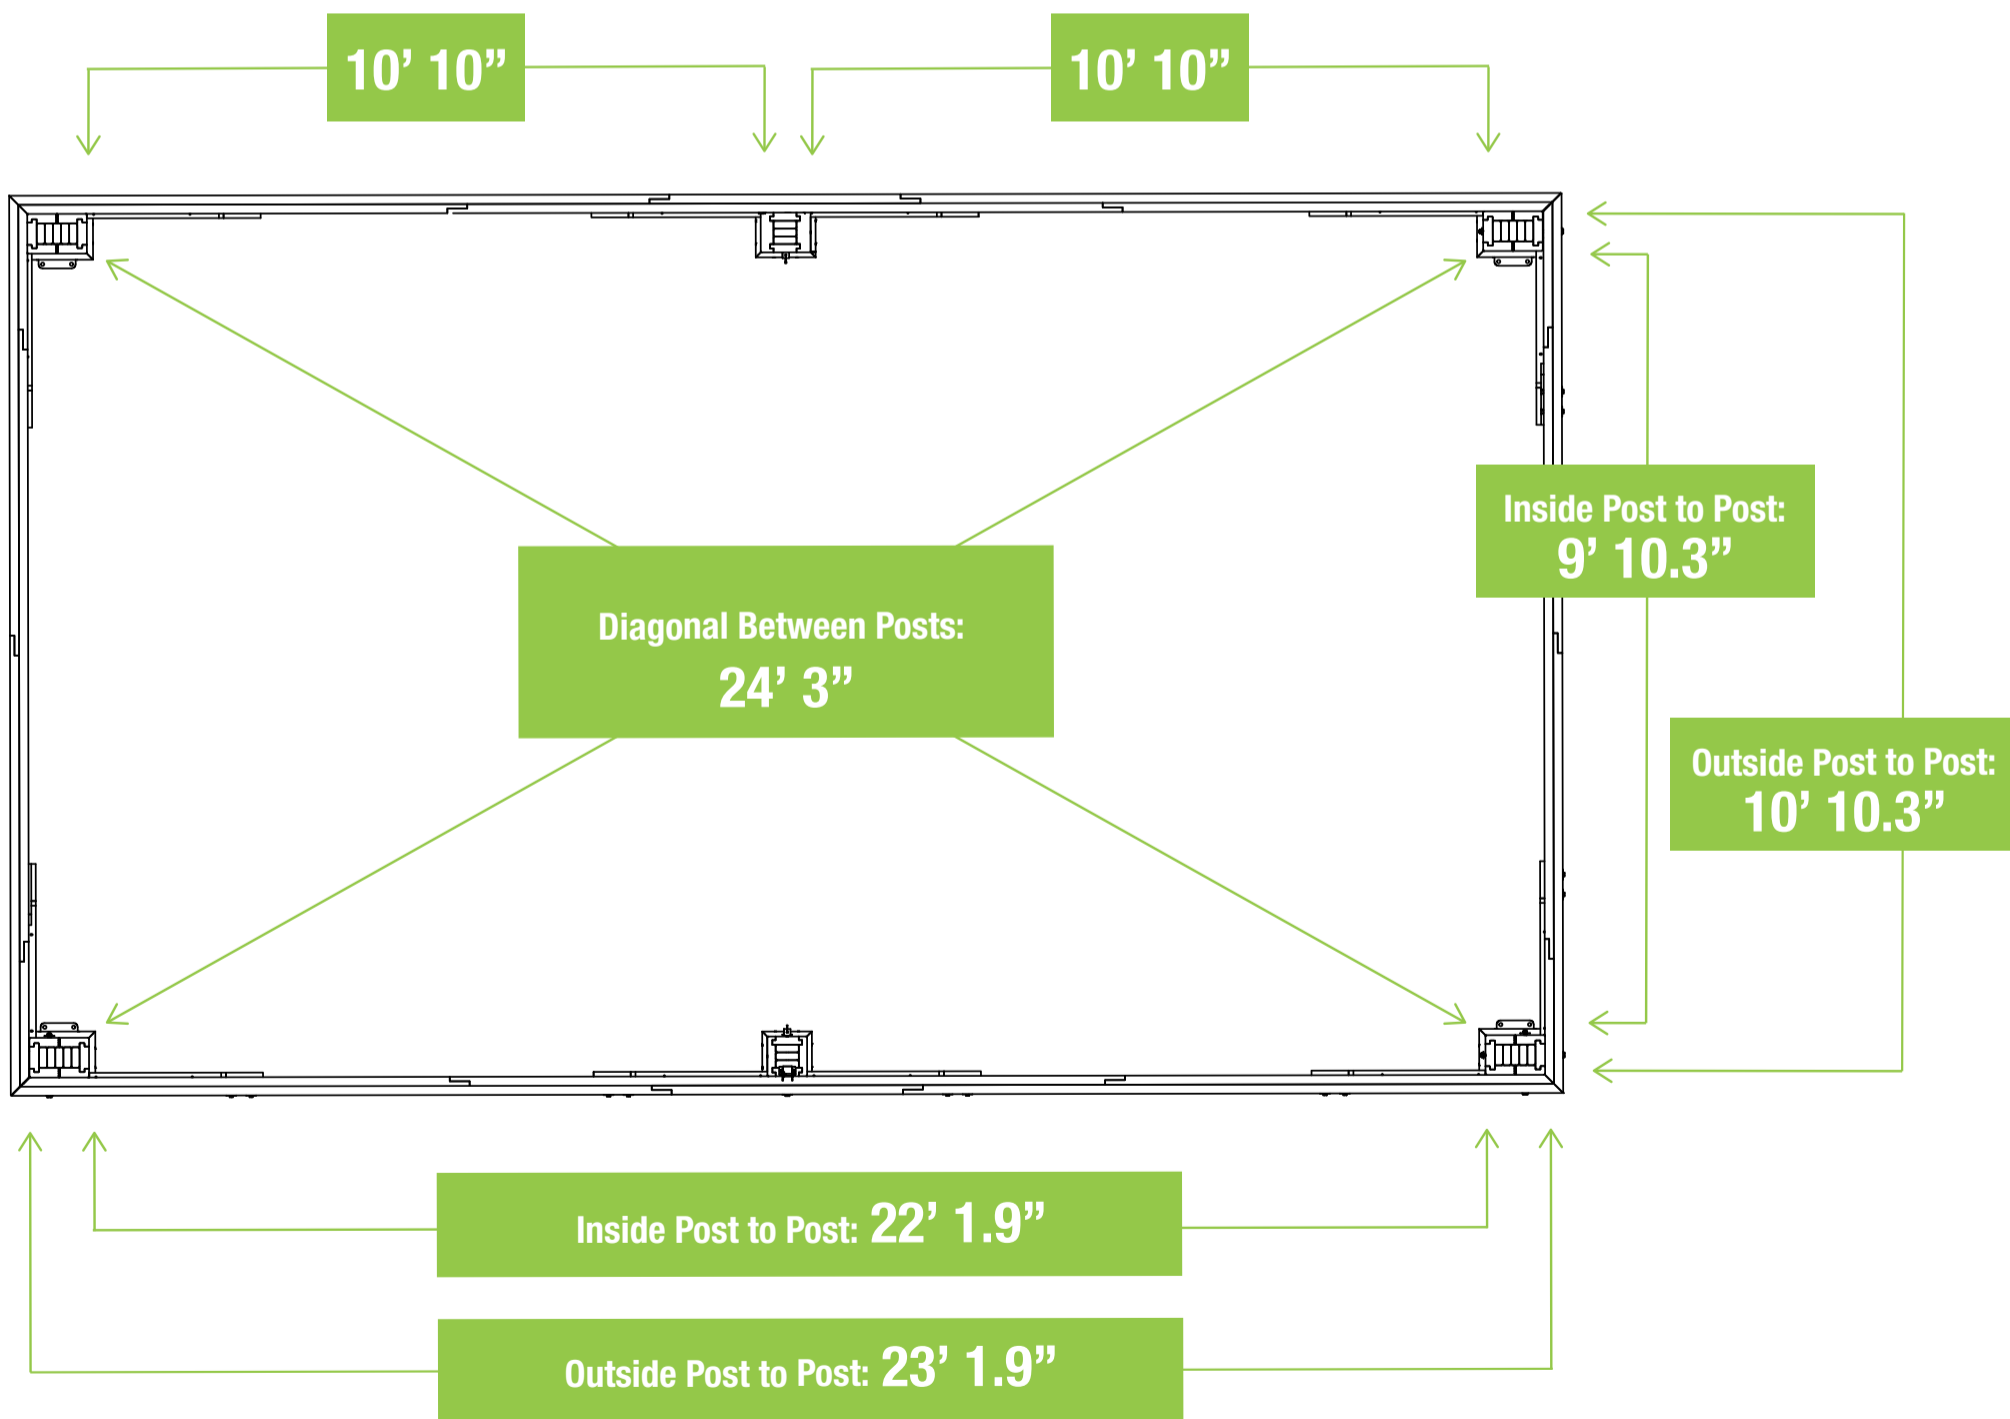 10’ 10”
10’ 10”
Inside Post to Post:
9’ 10.3”
Diagonal Between Posts:
24’ 3”
Outside Post to Post:
10’ 10.3”
Inside Post to Post: 22’ 1.9”
Outside Post to Post: 23’ 1.9”